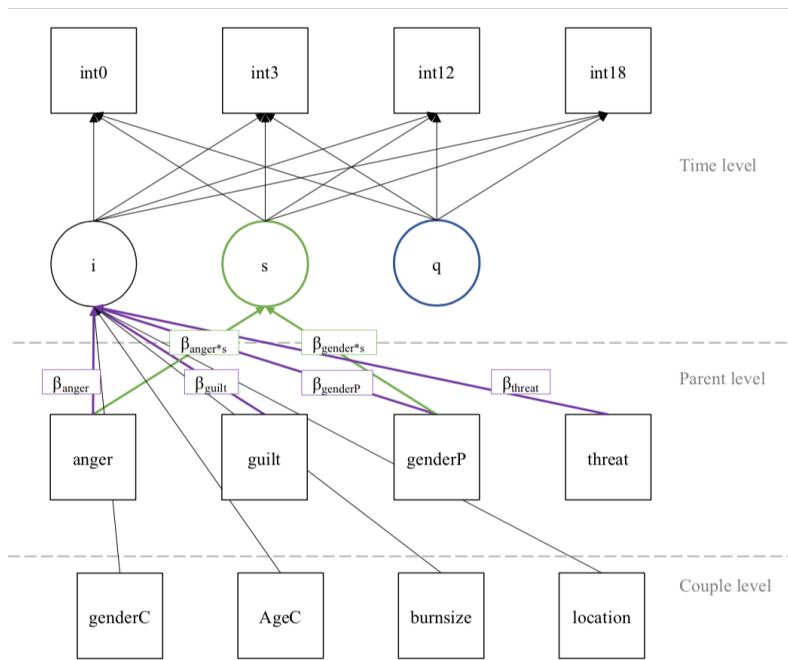 int0
int3
int12
int18
Time level
i
s
q
βanger*s
βgender*s
Parent level
βanger
βguilt
βgenderP
βthreat
anger
guilt
genderP
threat
Couple level
genderC
AgeC
burnsize
location